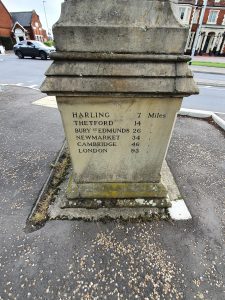 HARLING 7 Miles
THETFORD 14 "
BURY ST EDMUNDS 26 "
NEWMARKET 34 "
CAMBRIDGE 46 "
LONDON 93 "